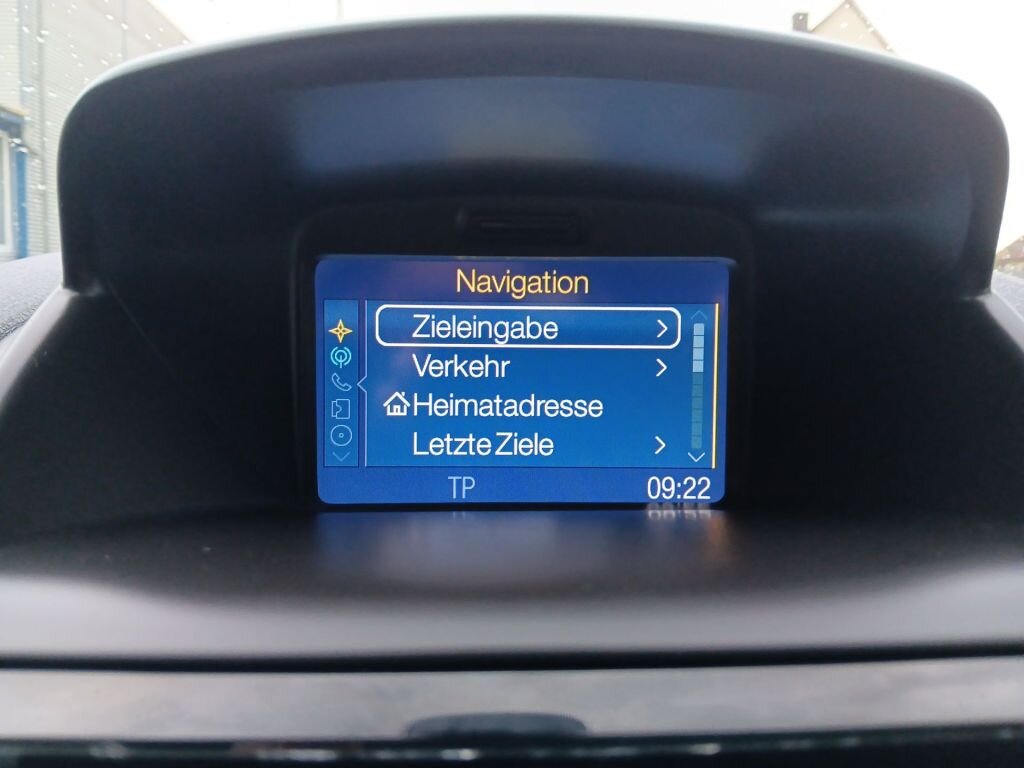 Navigation
Zieleingabe
Verkehr
Heimatadresse
Letzte Ziele
TP 09:22